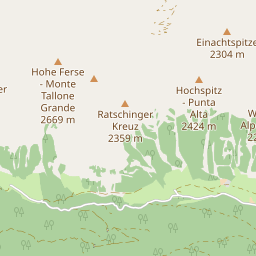 Einachtspitze
2304 m
Hohe Ferse
- Monte
Tallone
Grande
2669 m
Ratschinger
Kreuz
2359 m
Hochspitz
- Punta
Alta
2424 m